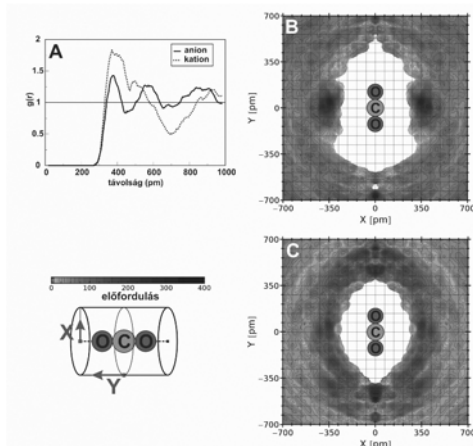 A
anion
kation
g(r)
2
1.5
1
0.5
0
0 200 400 600 800 1000
távolság (pm)
B
700
350
0
-350
-700
Y [pm]
O
C
O
-700 -350 0 350 700
X [pm]
0 100 200 300 400
előfordulás
X
O C O
Y
C
700
350
0
-350
-700
Y [pm]
O
C
O
-700 -350 0 350 700
X [pm]